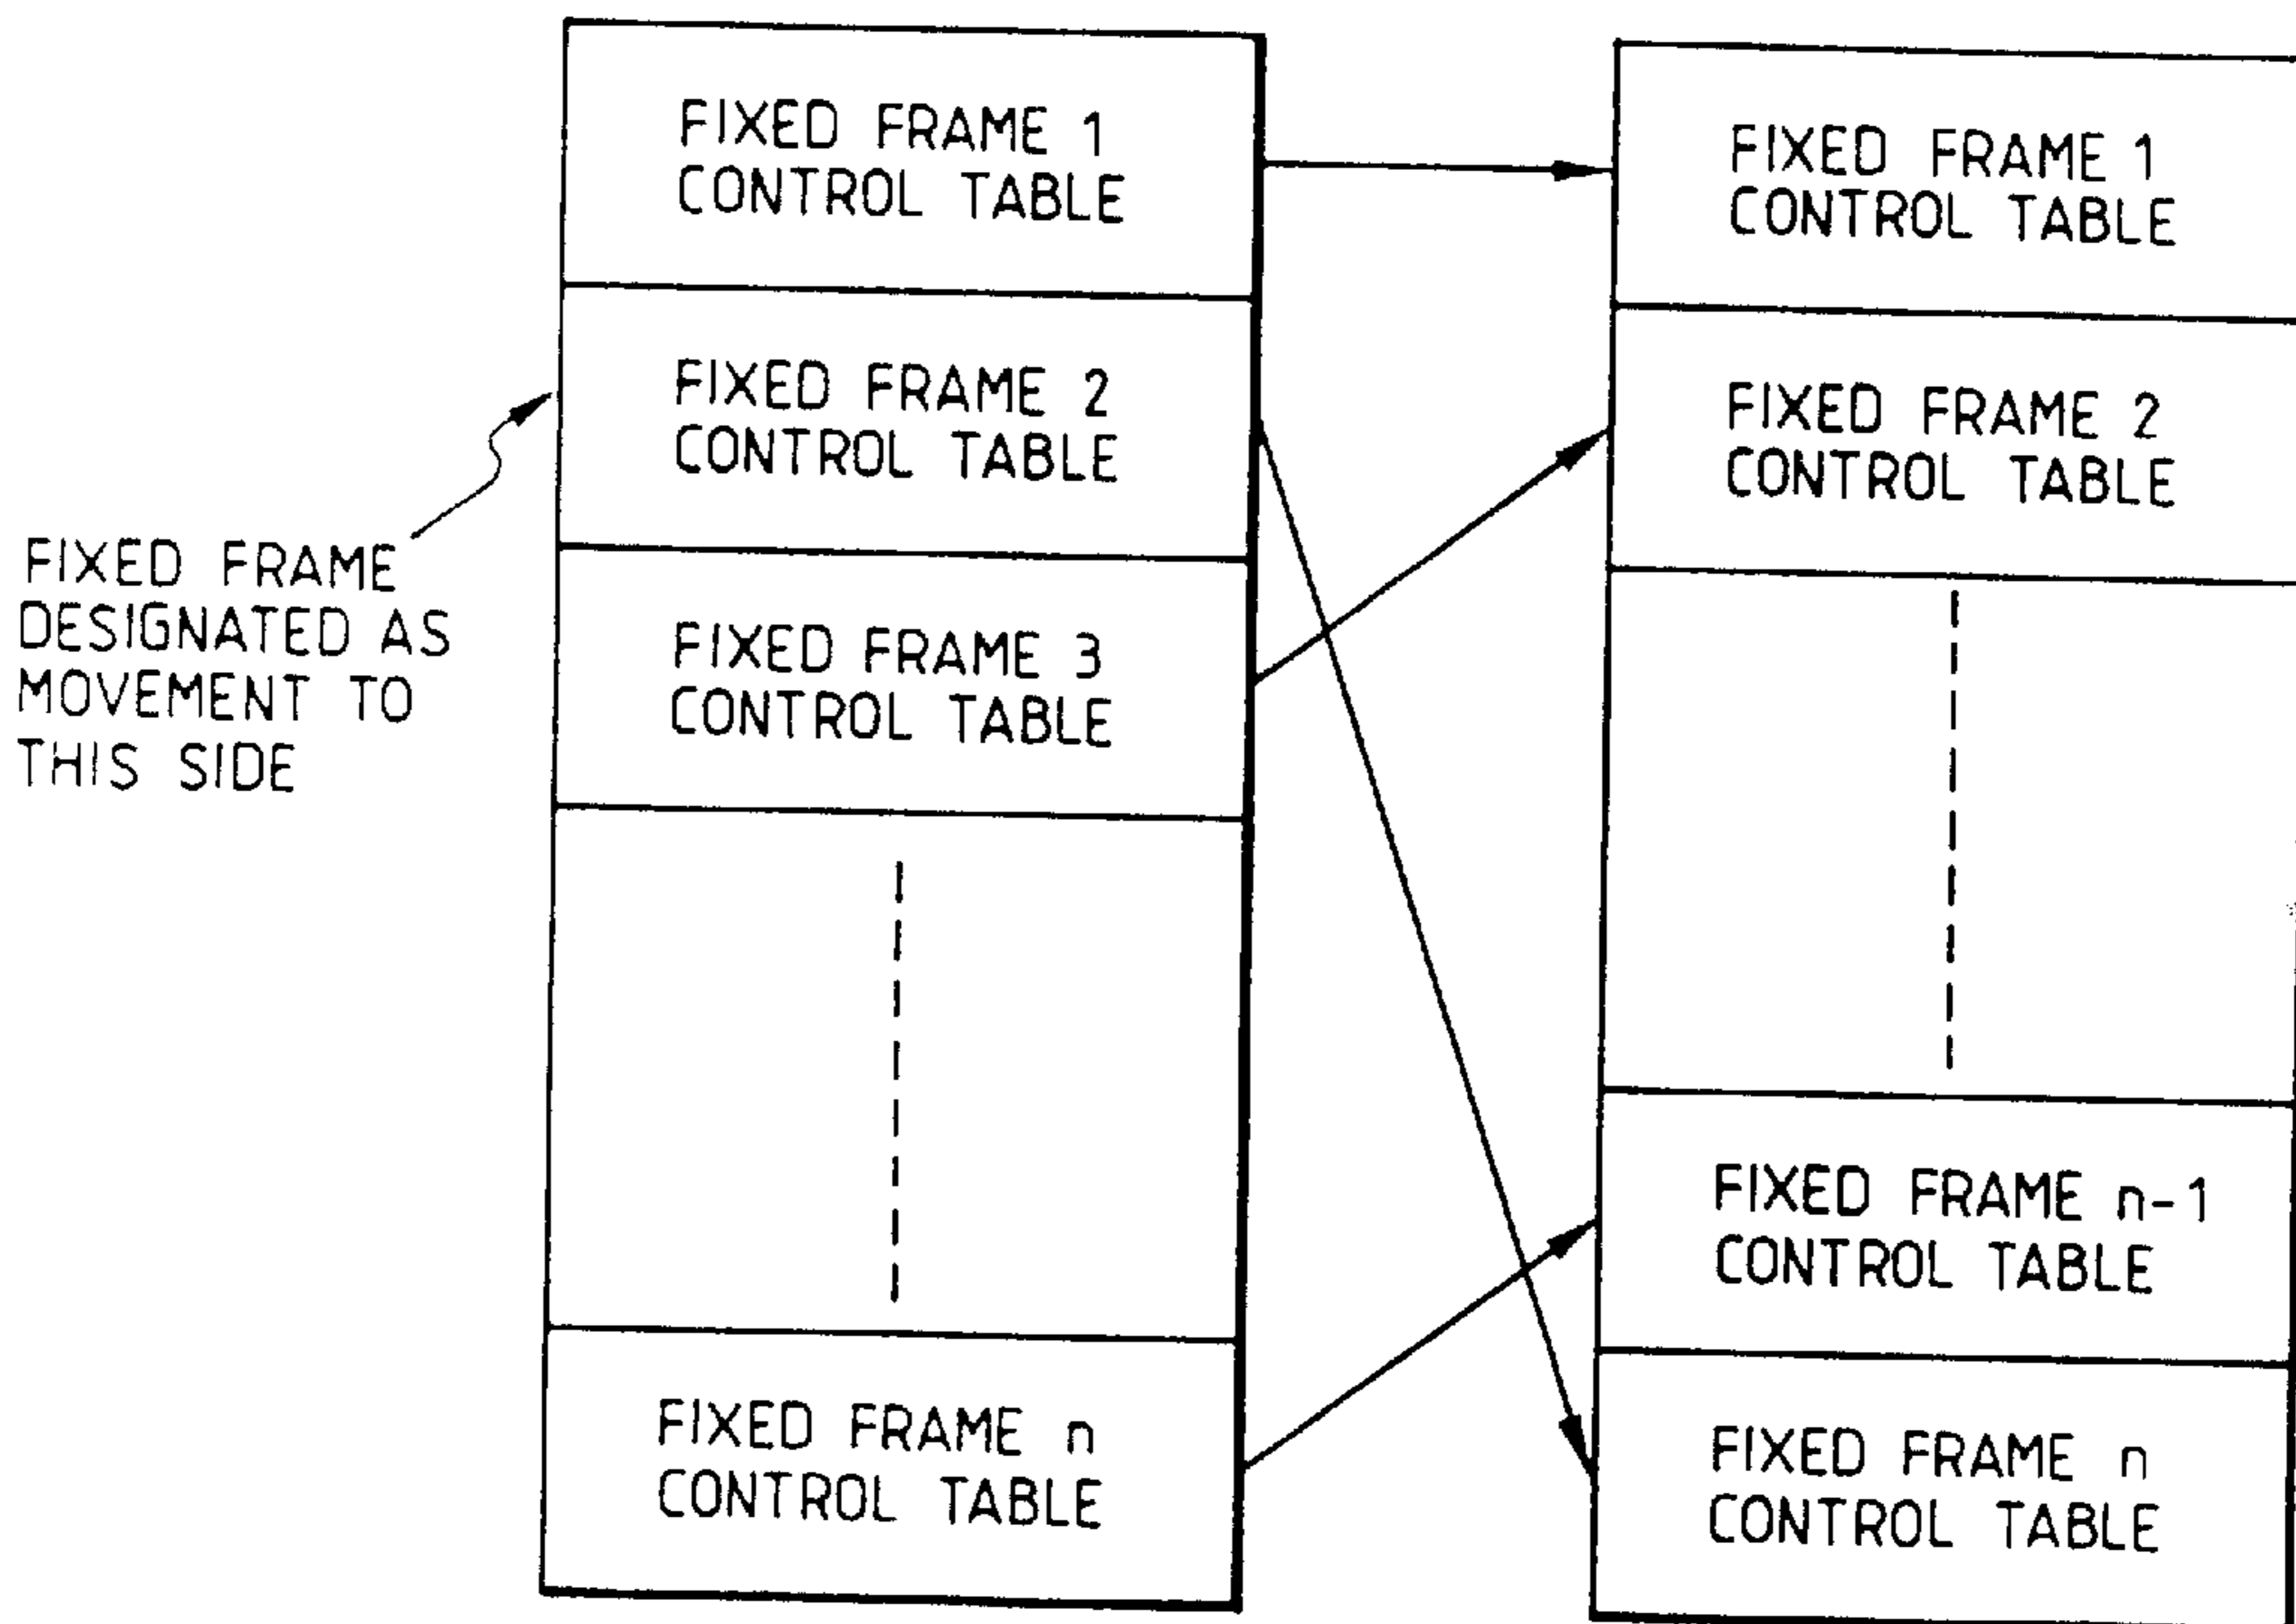 FIXED FRAME 1
CONTROL TABLE
FIXED FRAME 2
CONTROL TABLE
FIXED FRAME 3
CONTROL TABLE
FIXED FRAME n
CONTROL TABLE
FIXED FRAME
DESIGNATED AS
MOVEMENT TO
THIS SIDE
FIXED FRAME 1
CONTROL TABLE
FIXED FRAME 2
CONTROL TABLE
FIXED FRAME n-1
CONTROL TABLE
FIXED FRAME n
CONTROL TABLE